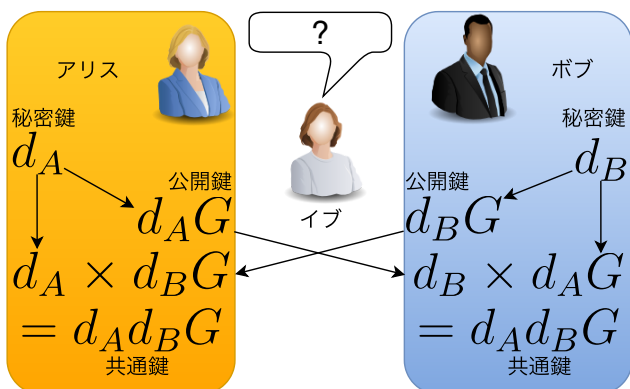 アリス
秘密鍵
d_A
公開鍵
d_A G
d_A × d_B G
= d_A d_B G
共通鍵
?
イブ
ボブ
秘密鍵
d_B
公開鍵
d_B G
d_B × d_A G
= d_A d_B G
共通鍵